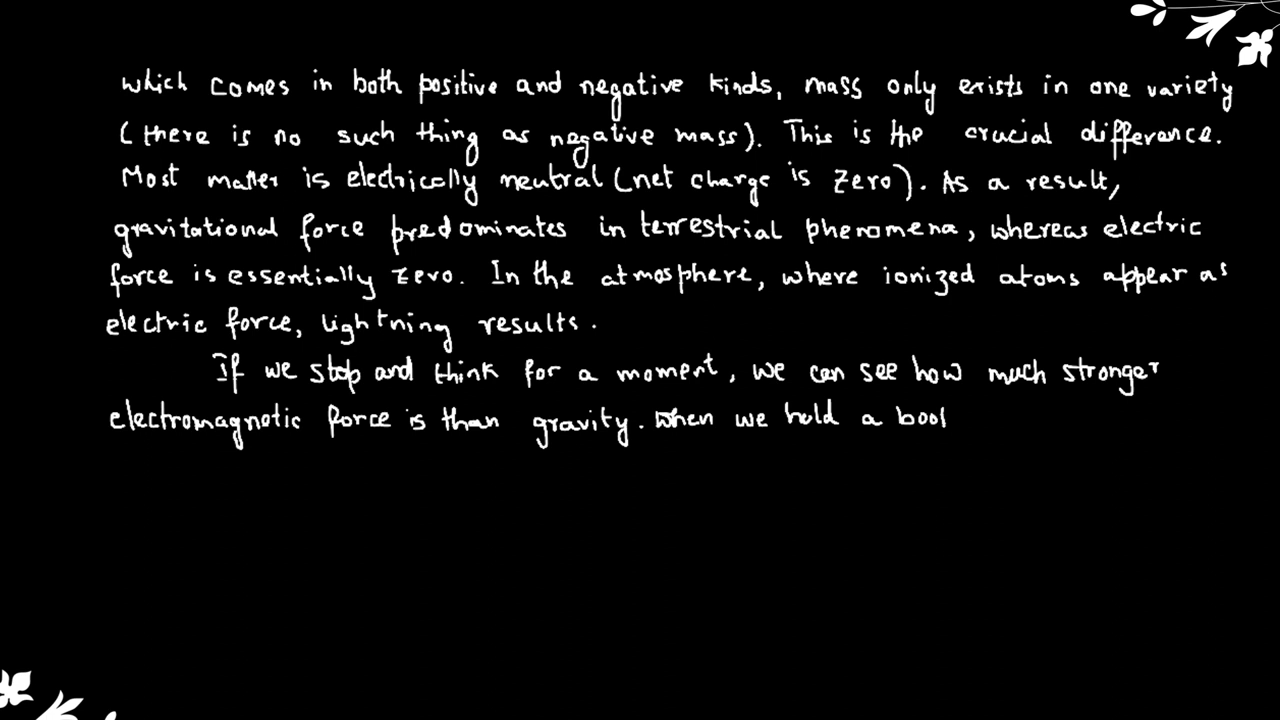 which comes in both positive and negative kinds, mass only exists in one variety
(there is no such thing as negative mass). This is the crucial difference.
Most matter is electrically neutral (net charge is zero). As a result,
gravitational force predominates in terrestrial phenomena, whereas electric
force is essentially zero. In the atmosphere, where ionized atoms appear as
electric force, lightning results.
If we stop and think for a moment, we can see how much stronger
electromagnetic force is than gravity. When we hold a bool